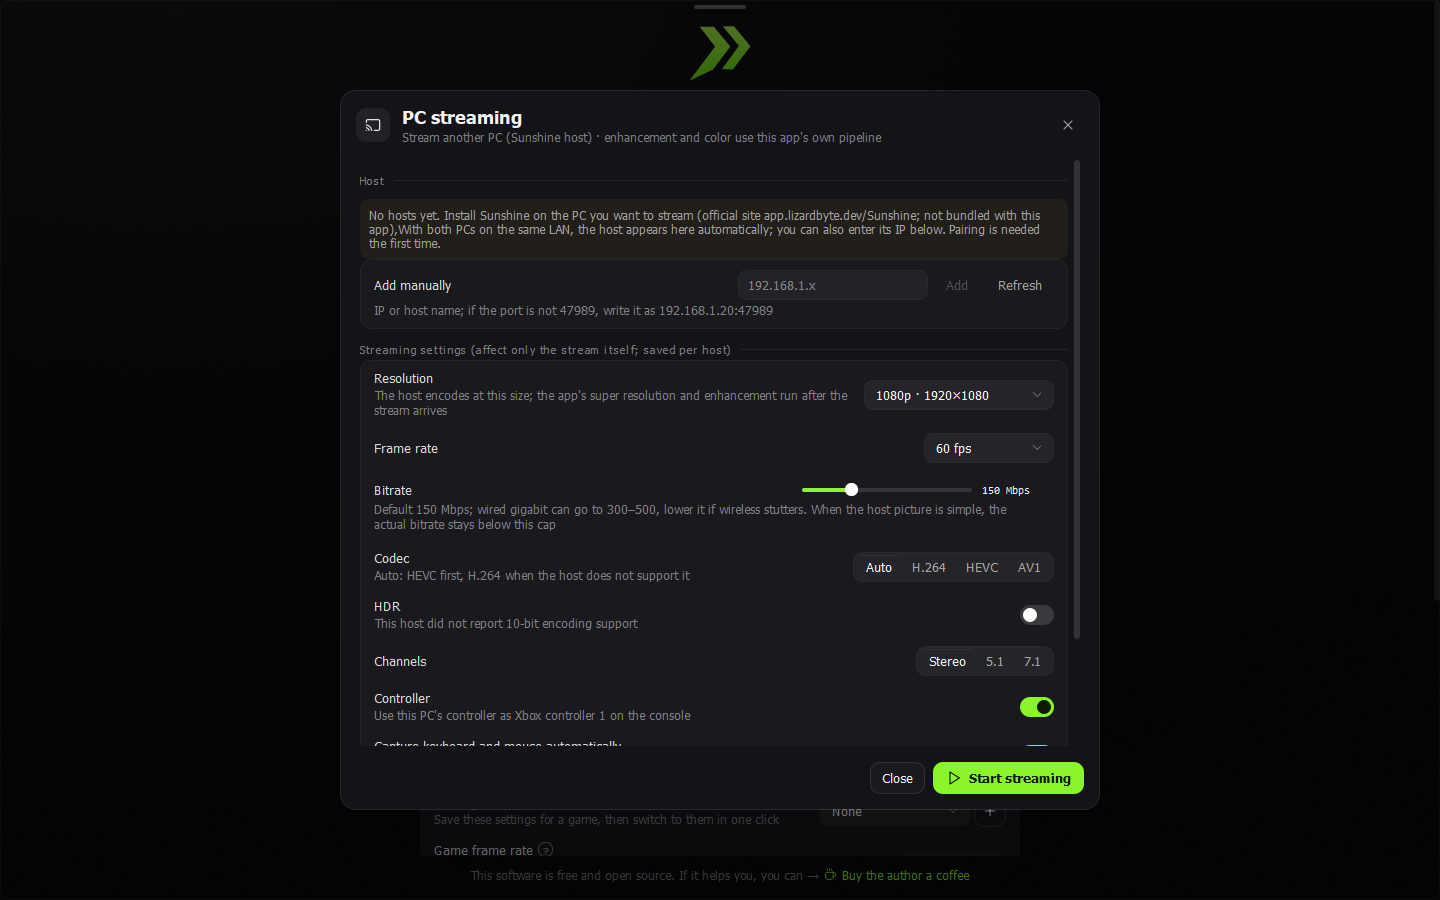 PC streaming
Stream another PC (Sunshine host) · enhancement and color use this app's own pipeline
Host
No hosts yet. Install Sunshine on the PC you want to stream (official site app.lizardbyte.dev/Sunshine; not bundled with this
app),With both PCs on the same LAN, the host appears here automatically; you can also enter its IP below. Pairing is needed
the first time.
Add manually
192.168.1.x
Add
Refresh
IP or host name; if the port is not 47989, write it as 192.168.1.20:47989
Streaming settings (affect only the stream itself; saved per host)
Resolution
The host encodes at this size; the app's super resolution and enhancement run after the
stream arrives
1080p · 1920×1080
Frame rate
60 fps
Bitrate
150 Mbps
Default 150 Mbps; wired gigabit can go to 300–500, lower it if wireless stutters. When the host picture is simple, the
actual bitrate stays below this cap
Codec
Auto: HEVC first, H.264 when the host does not support it
Auto H.264 HEVC AV1
HDR
This host did not report 10-bit encoding support
Channels
Stereo 5.1 7.1
Controller
Use this PC's controller as Xbox controller 1 on the console
Capture keyboard and mouse automatically
Close
Start streaming
None
Save these settings for a game, then switch to them in one click
Game frame rate ?
This software is free and open source. If it helps you, you can → Buy the author a coffee